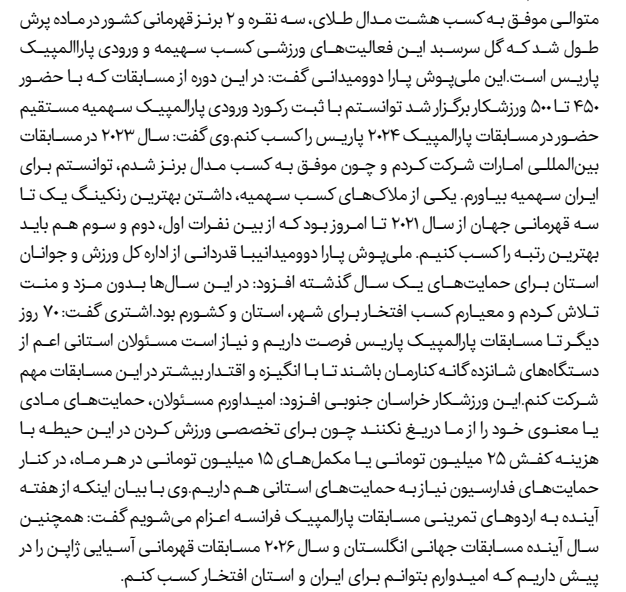 متوالی موفق به کسب هشت مدال طلای، سه نقره و ۲ برنز قهرمانی کشور در ماده پرش
طول شد که گل سرسبد این فعالیت‌های ورزشی کسب سهیمه و ورودی پاراالمپیک
پاریس است.این ملی‌پوش پارا دوومیدانی گفت: در این دوره از مسابقات که با حضور
۴۵۰ تا ۵۰۰ ورزشکار برگزار شد توانستم با ثبت رکورد ورودی پارالمپیک سهمیه مستقیم
حضور در مسابقات پارالمپیک ۲۰۲۴ پاریس را کسب کنم.وی گفت: سال ۲۰۲۳ در مسابقات
بین‌المللی امارات شرکت کردم و چون موفق به کسب مدال برنز شدم، توانستم برای
ایران سهمیه بیاورم. یکی از ملاک‌های کسب سهمیه، داشتن بهترین رنکینگ یک تا
سه قهرمانی جهان از سال ۲۰۲۱ تا امروز بود که از بین نفرات اول، دوم و سوم هم باید
بهترین رتبه را کسب کنیم. ملی‌پوش پارا دوومیدانیبا قدردانی از اداره کل ورزش و جوانان
استان برای حمایت‌های یک سال گذشته افزود: در این سال‌ها بدون مزد و منت
تلاش کردم و معیارم کسب افتخار برای شهر، استان و کشورم بود.اشتری گفت: ۷۰ روز
دیگر تا مسابقات پارالمپیک پاریس فرصت داریم و نیاز است مسئولان استانی اعم از
دستگاه‌های شانزده گانه کنارمان باشند تا با انگیزه و اقتدار بیشتر در این مسابقات مهم
شرکت کنم.این ورزشکار خراسان جنوبی افزود: امیداورم مسئولان، حمایت‌های مادی
یا معنوی خود را از ما دریغ نکنند چون برای تخصصی ورزش کردن در این حیطه با
هزینه کفش ۲۵ میلیون تومانی یا مکمل‌های ۱۵ میلیون تومانی در هر ماه، در کنار
حمایت‌های فدارسیون نیاز به حمایت‌های استانی هم داریم.وی با بیان اینکه از هفته
آینده به اردوهای تمرینی مسابقات پارالمپیک فرانسه اعزام می‌شویم گفت: همچنین
سال آینده مسابقات جهانی انگلستان و سال ۲۰۲۶ مسابقات قهرمانی آسیایی ژاپن را در
پیش داریم که امیدوارم بتوانم برای ایران و استان افتخار کسب کنم.